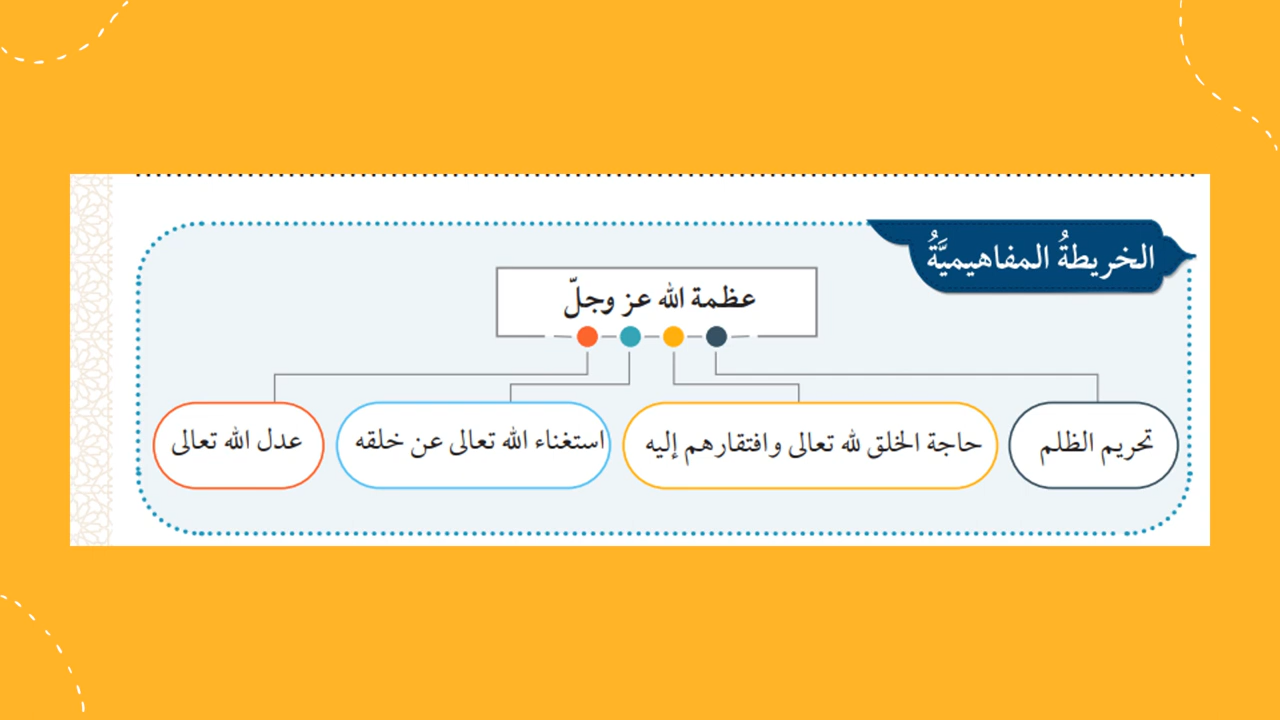 الخريطةُ المفاهيميَّةُ
عظمة الله عز وجلّ
تحريم الظلم
حاجة الخلق لله تعالى وافتقارهم إليه
استغناء الله تعالى عن خلقه
عدل الله تعالى